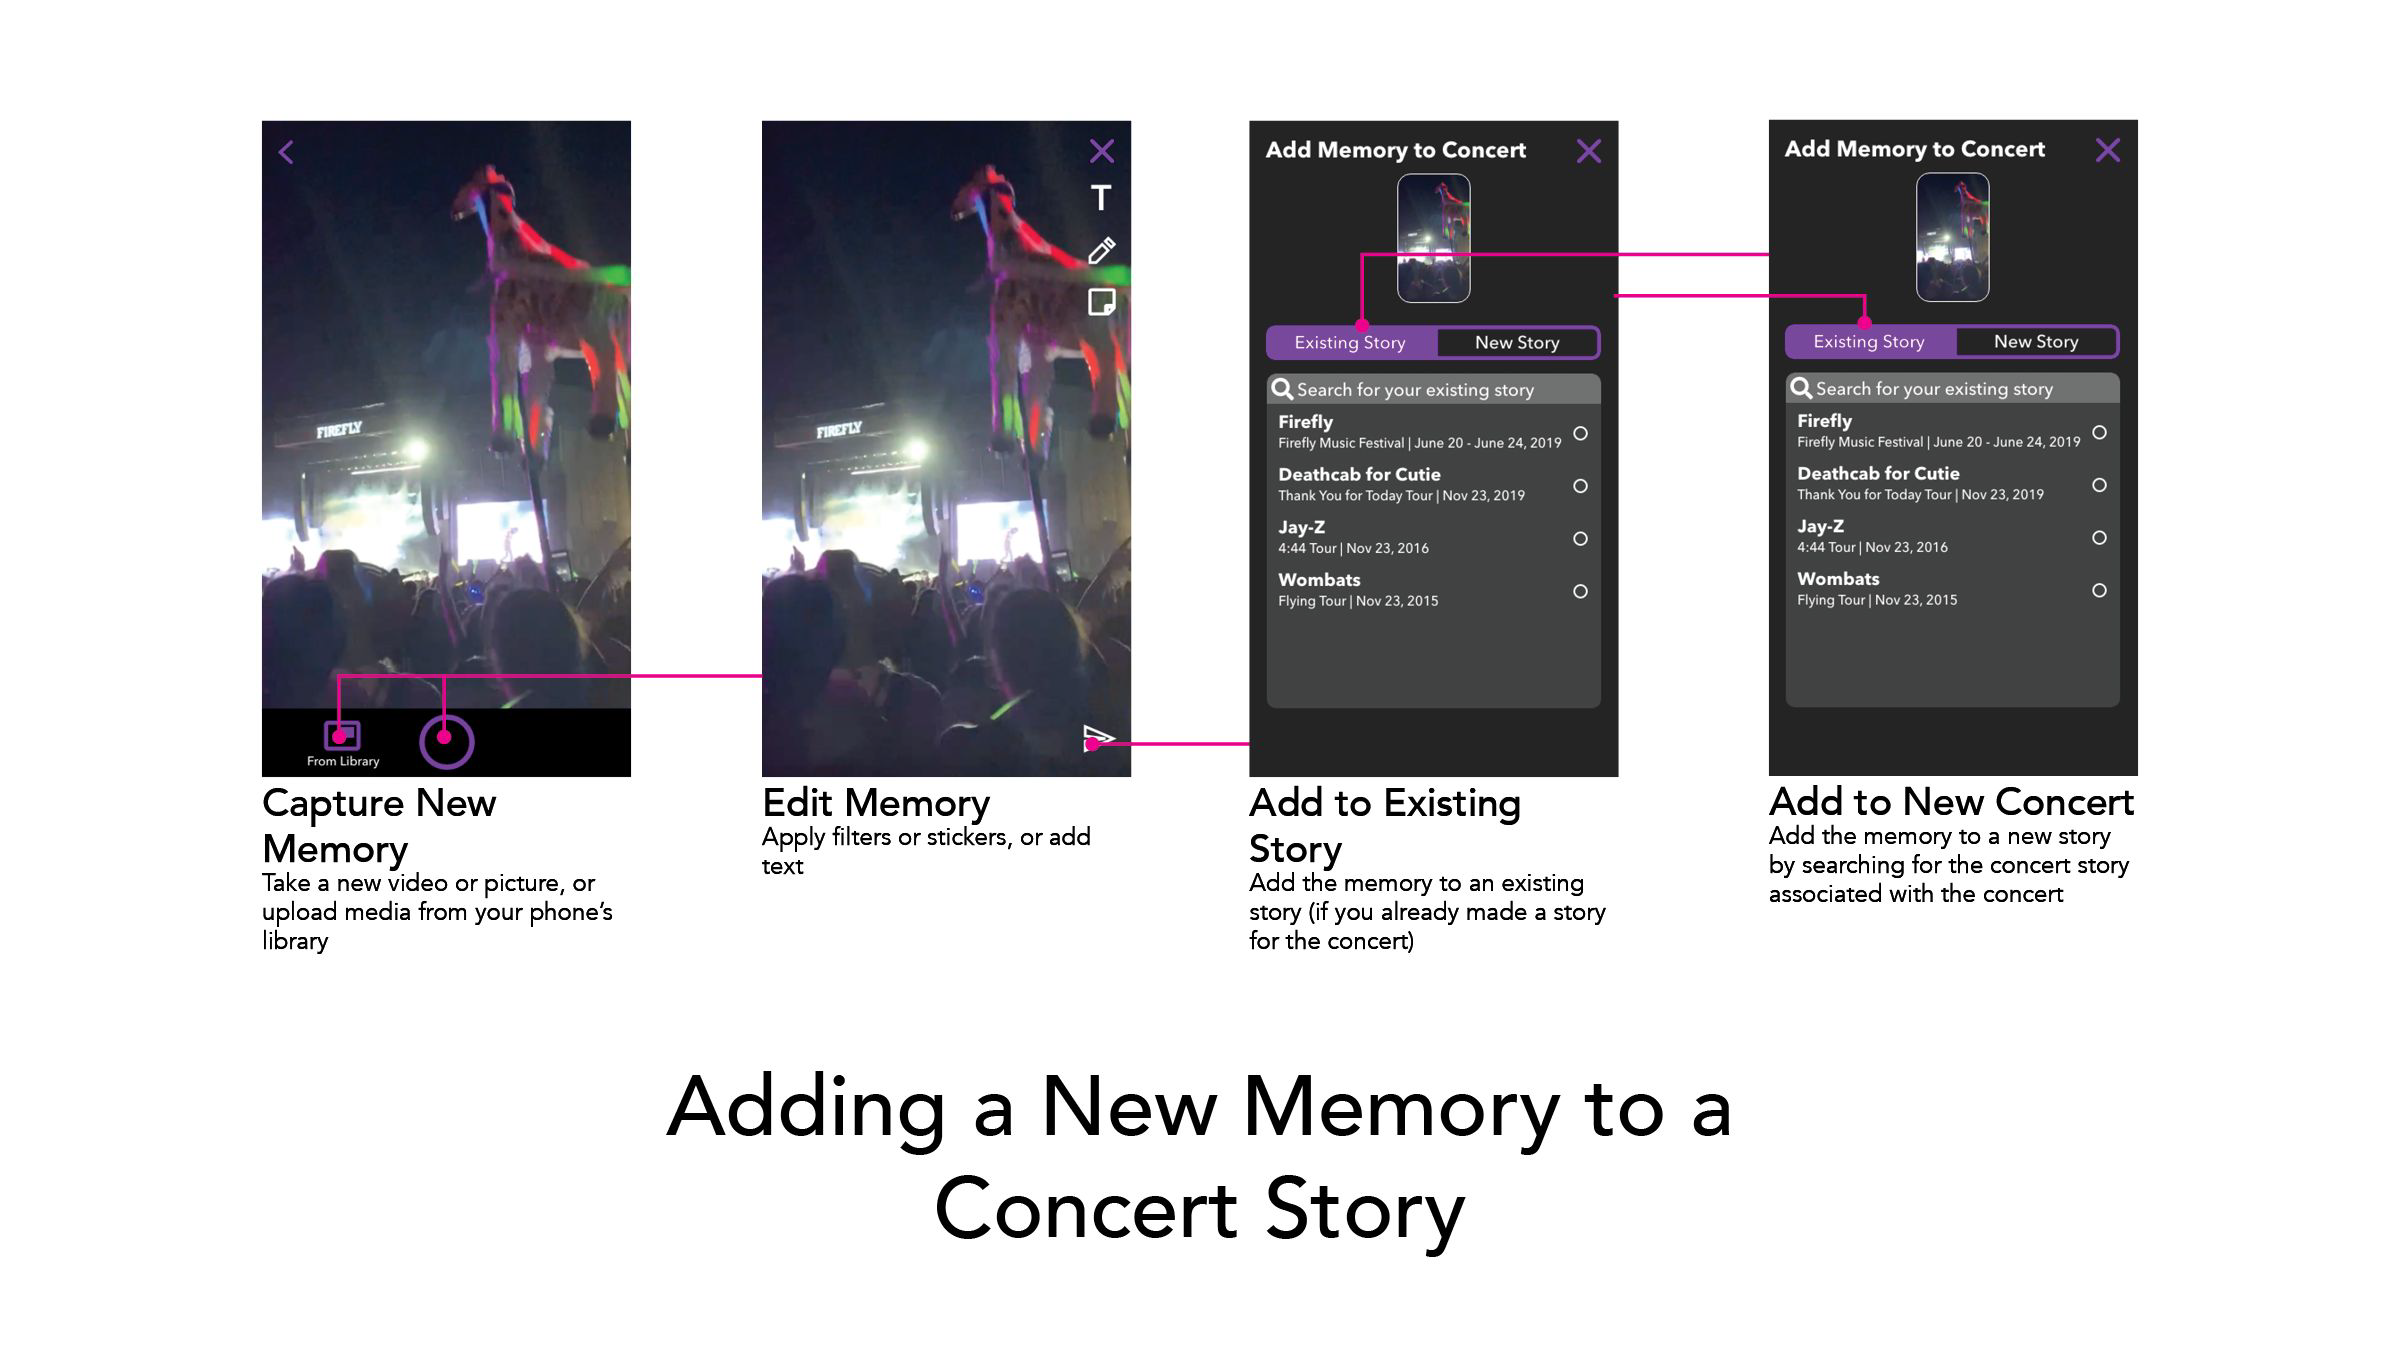 FIREFLY
From Library
Capture New
Memory
Take a new video or picture, or
upload media from your phone's
library
T
FIREFLY
Edit Memory
Apply filters or stickers, or add
text
Add Memory to Concert
Existing Story
New Story
Search for your existing story
Firefly
Firefly Music Festival | June 20 - June 24, 2019
Deathcab for Cutie
Thank You for Today Tour | Nov 23, 2019
Jay-Z
4:44 Tour | Nov 23, 2016
Wombats
Flying Tour | Nov 23, 2015
Add to Existing
Story
Add the memory to an existing
story (if you already made a story
for the concert)
Add Memory to Concert
Existing Story
New Story
Search for your existing story
Firefly
Firefly Music Festival | June 20 - June 24, 2019
Deathcab for Cutie
Thank You for Today Tour | Nov 23, 2019
Jay-Z
4:44 Tour | Nov 23, 2016
Wombats
Flying Tour | Nov 23, 2015
Add to New Concert
Add the memory to a new story
by searching for the concert story
associated with the concert
Adding a New Memory to a
Concert Story